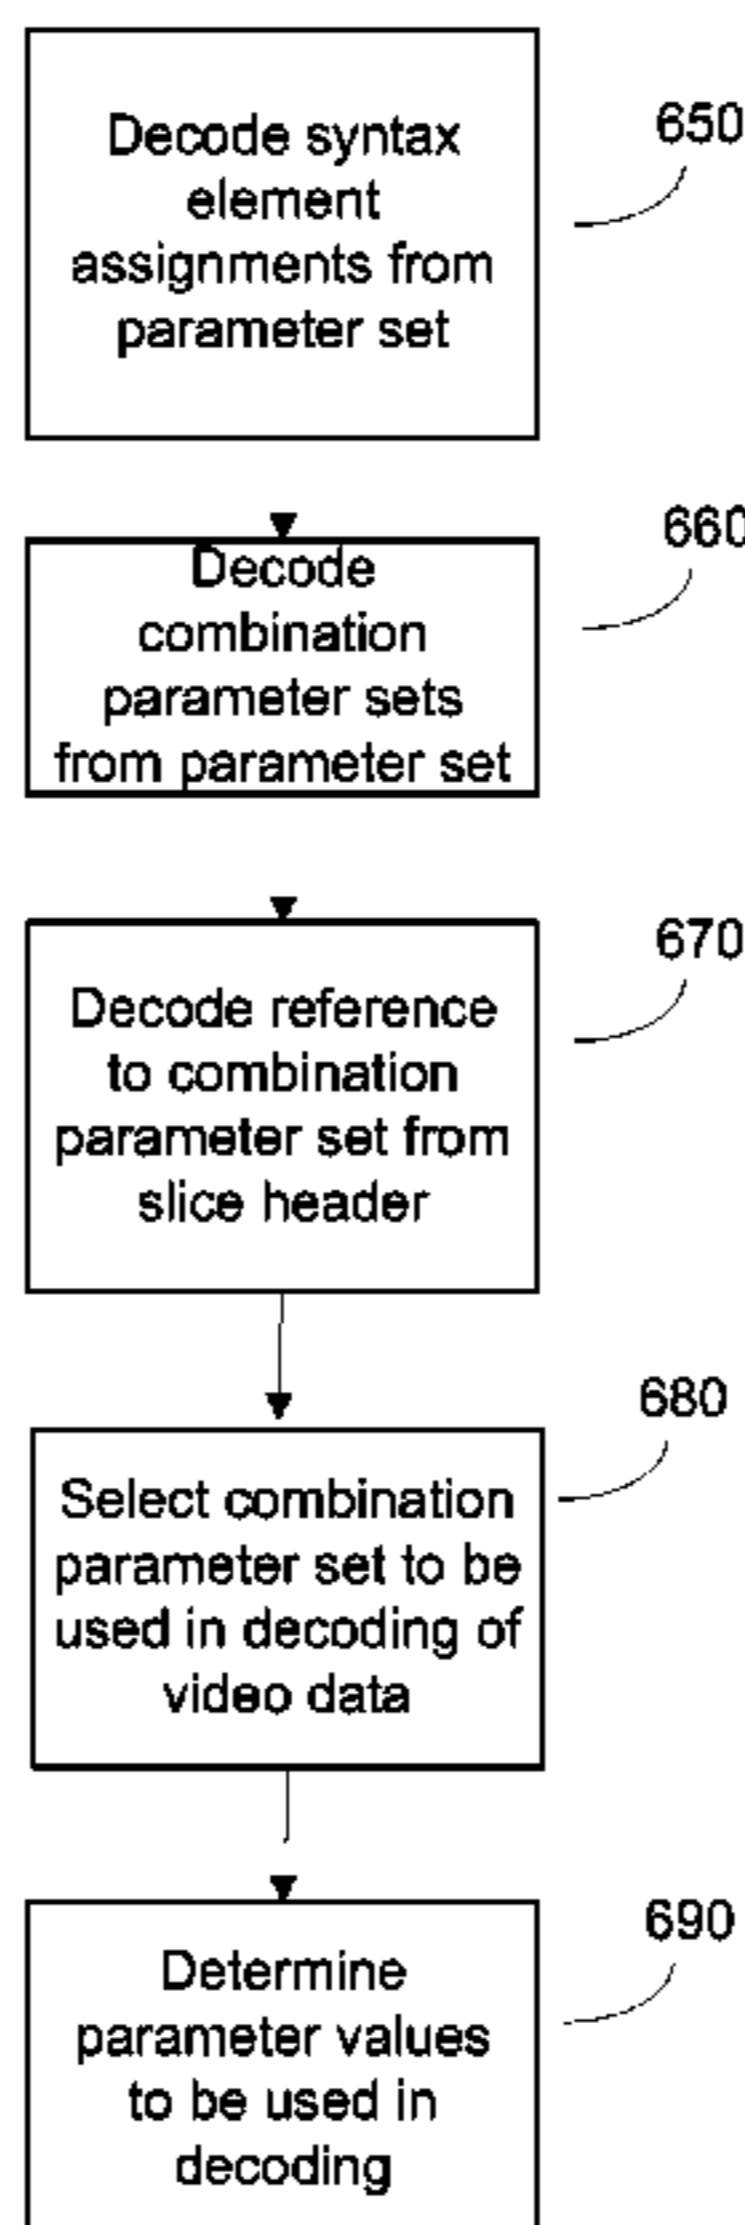 Decode syntax
650
element
assignments from
parameter set
660
Decode
combination
parameter sets
from parameter set
670
Decode reference
to combination
parameter set from
slice header
680
Select combination
parameter set to be
used in decoding of
video data
690
Determine
parameter values
to be used in
decoding